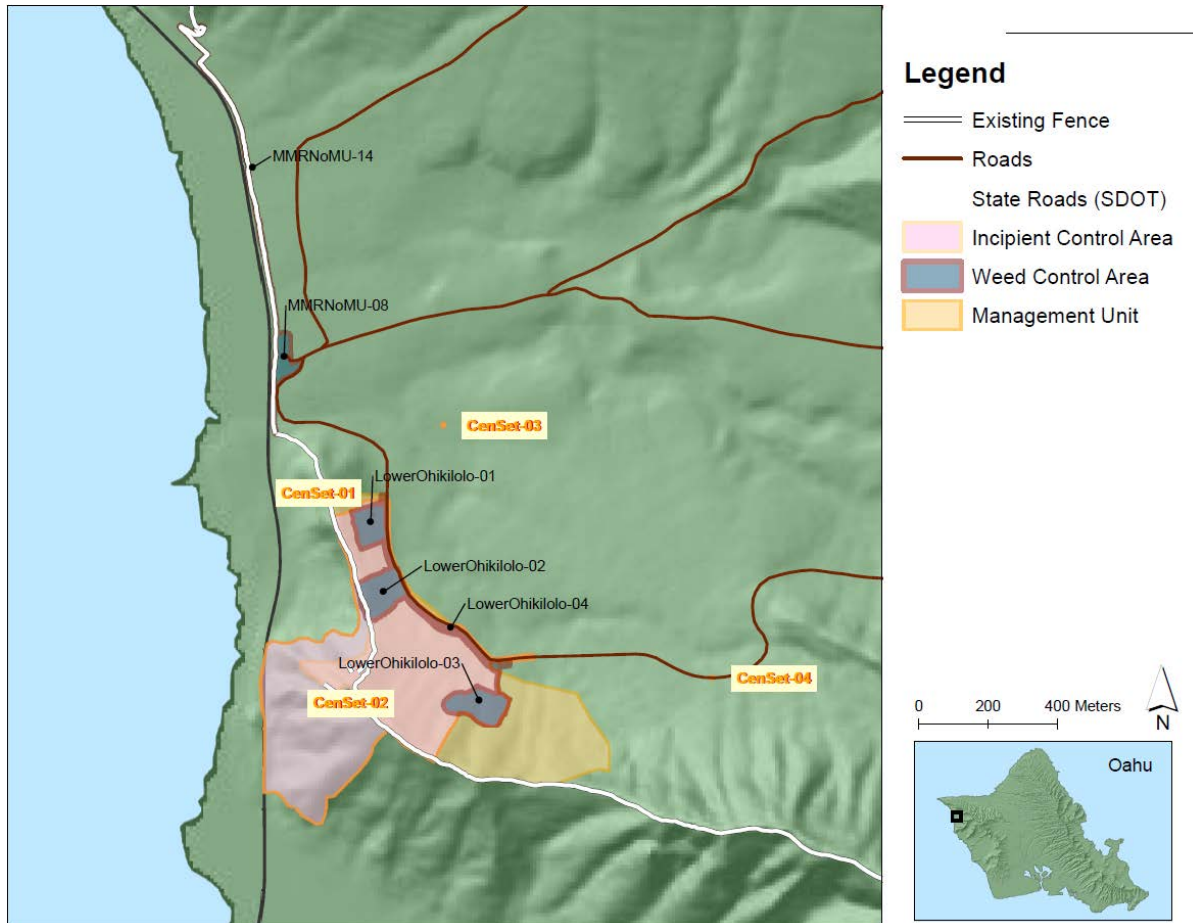 MMRNoMU-14
MMRNoMU-08
CenSet-03
LowerOhikilolo-01
CenSet-01
LowerOhikilolo-02
LowerOhikilolo-04
LowerOhikilolo-03
CenSet-04
CenSet-02
Legend
Existing Fence
Roads
State Roads (SDOT)
Incipient Control Area
Weed Control Area
Management Unit
0 200 400 Meters
N
Oahu